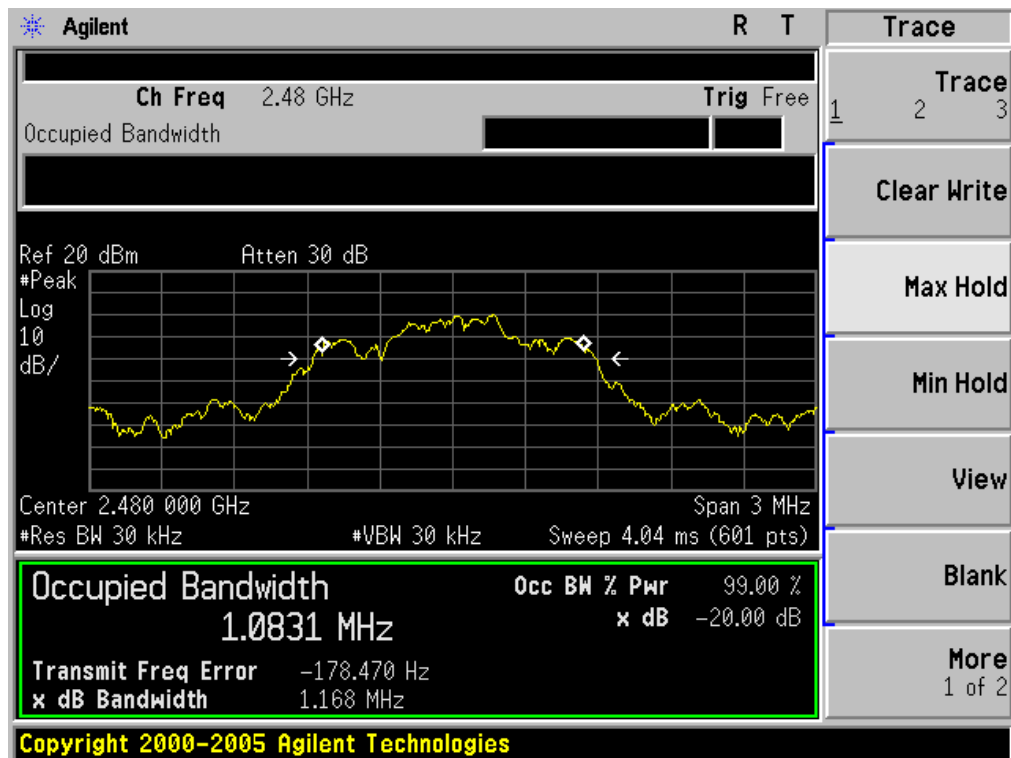 Agilent R T Trace
Ch Freq 2.48 GHz Trig Free
Occupied Bandwidth
Trace
1 2 3
Clear Write
Ref 20 dBm Atten 30 dB
#Peak
Log
10
dB/
Max Hold
Min Hold
View
Center 2.480 000 GHz Span 3 MHz
#Res BW 30 kHz #VBW 30 kHz Sweep 4.04 ms (601 pts)
Occupied Bandwidth
1.0831 MHz
Occ BW % Pwr 99.00 %
x dB -20.00 dB
Transmit Freq Error -178.470 Hz
x dB Bandwidth 1.168 MHz
Blank
More
1 of 2
Copyright 2000-2005 Agilent Technologies